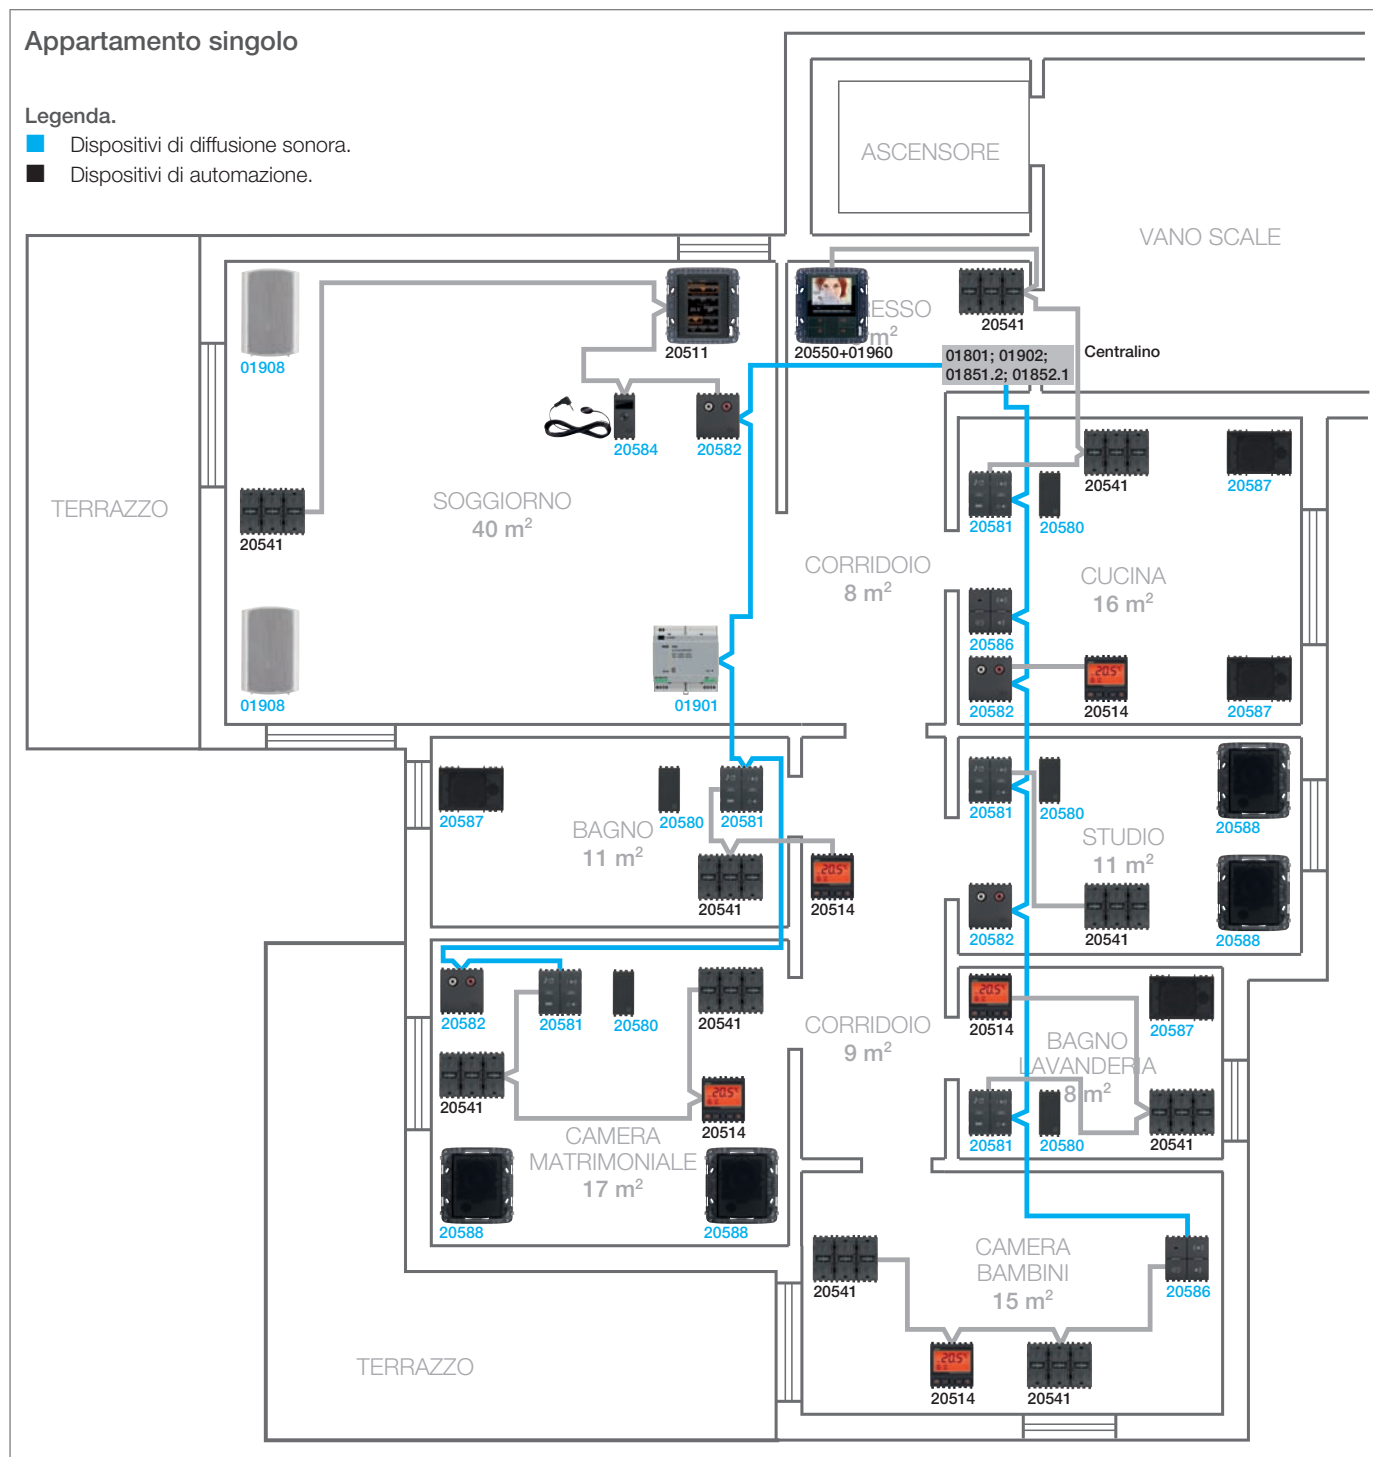 Appartamento singolo
Legenda.
Dispositivi di diffusione sonora.
Dispositivi di automazione.
ASCENSORE
VANO SCALE
RESSO
m²
20541
01908
20511
20550+01960
01801; 01902;
01851.2; 01852.1
Centralino
20584
20582
20541
20587
TERRAZZO
SOGGIORNO
40 m²
20541
20581
20580
CORRIDOIO
8 m²
CUCINA
16 m²
20586
01908
01901
20582
20514
20587
20587
20580
20581
BAGNO
11 m²
20541
20514
20581
20580
STUDIO
11 m²
20588
20582
20541
20588
20582
20581
20580
20541
CORRIDOIO
9 m²
20514
20587
BAGNO
LAVANDERIA
8 m²
20541
20514
CAMERA
MATRIMONIALE
17 m²
20581
20580
20541
20588
20588
CAMERA
BAMBINI
15 m²
20541
20586
TERRAZZO
20514
20541